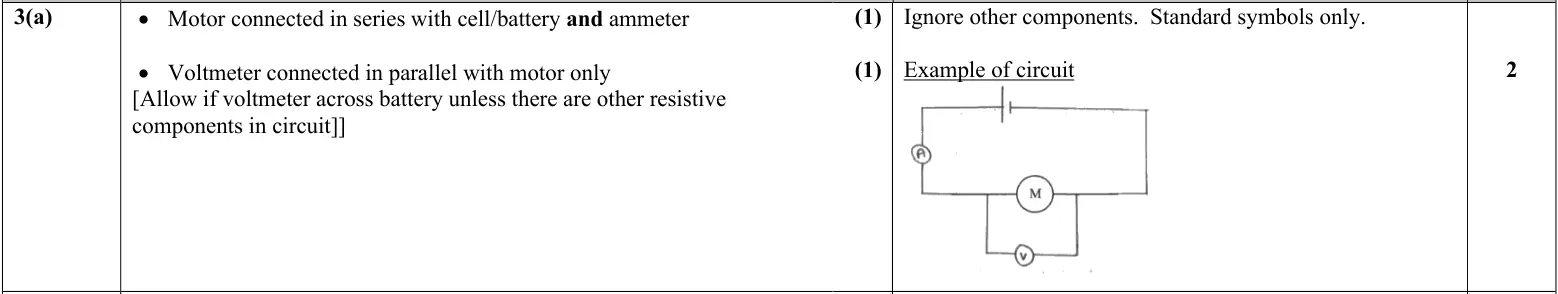 3(a)
• Motor connected in series with cell/battery and ammeter
(1)
Ignore other components. Standard symbols only.
• Voltmeter connected in parallel with motor only
(1)
Example of circuit
2
[Allow if voltmeter across battery unless there are other resistive
components in circuit]]
A
M
V